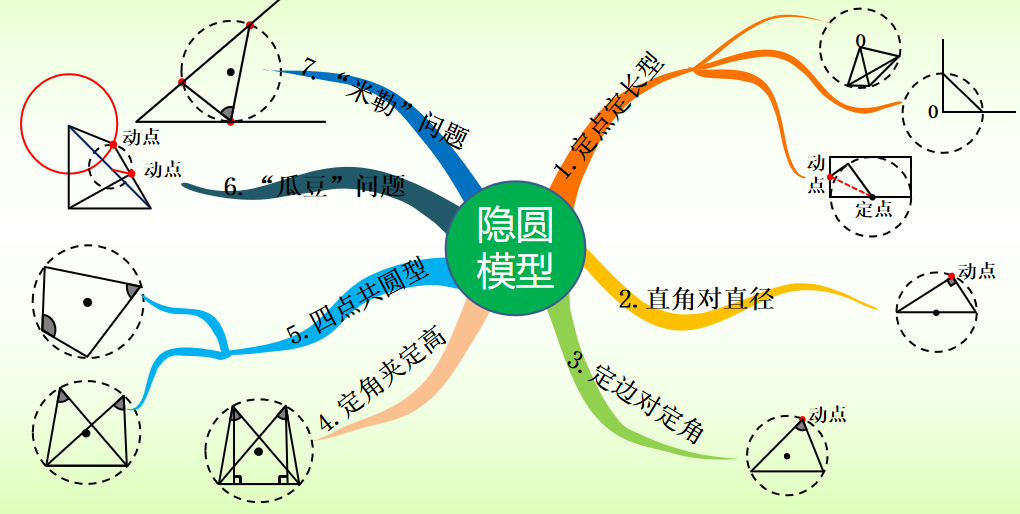 隐圆
模型
1. 定点定长型
O
O
动
点
定点
2. 直角对直径
动点
3. 定边对定角
动点
4. 定角夹定高
5. 四点共圆型
6. “瓜豆”问题
动点
动点
7. “米勒”问题